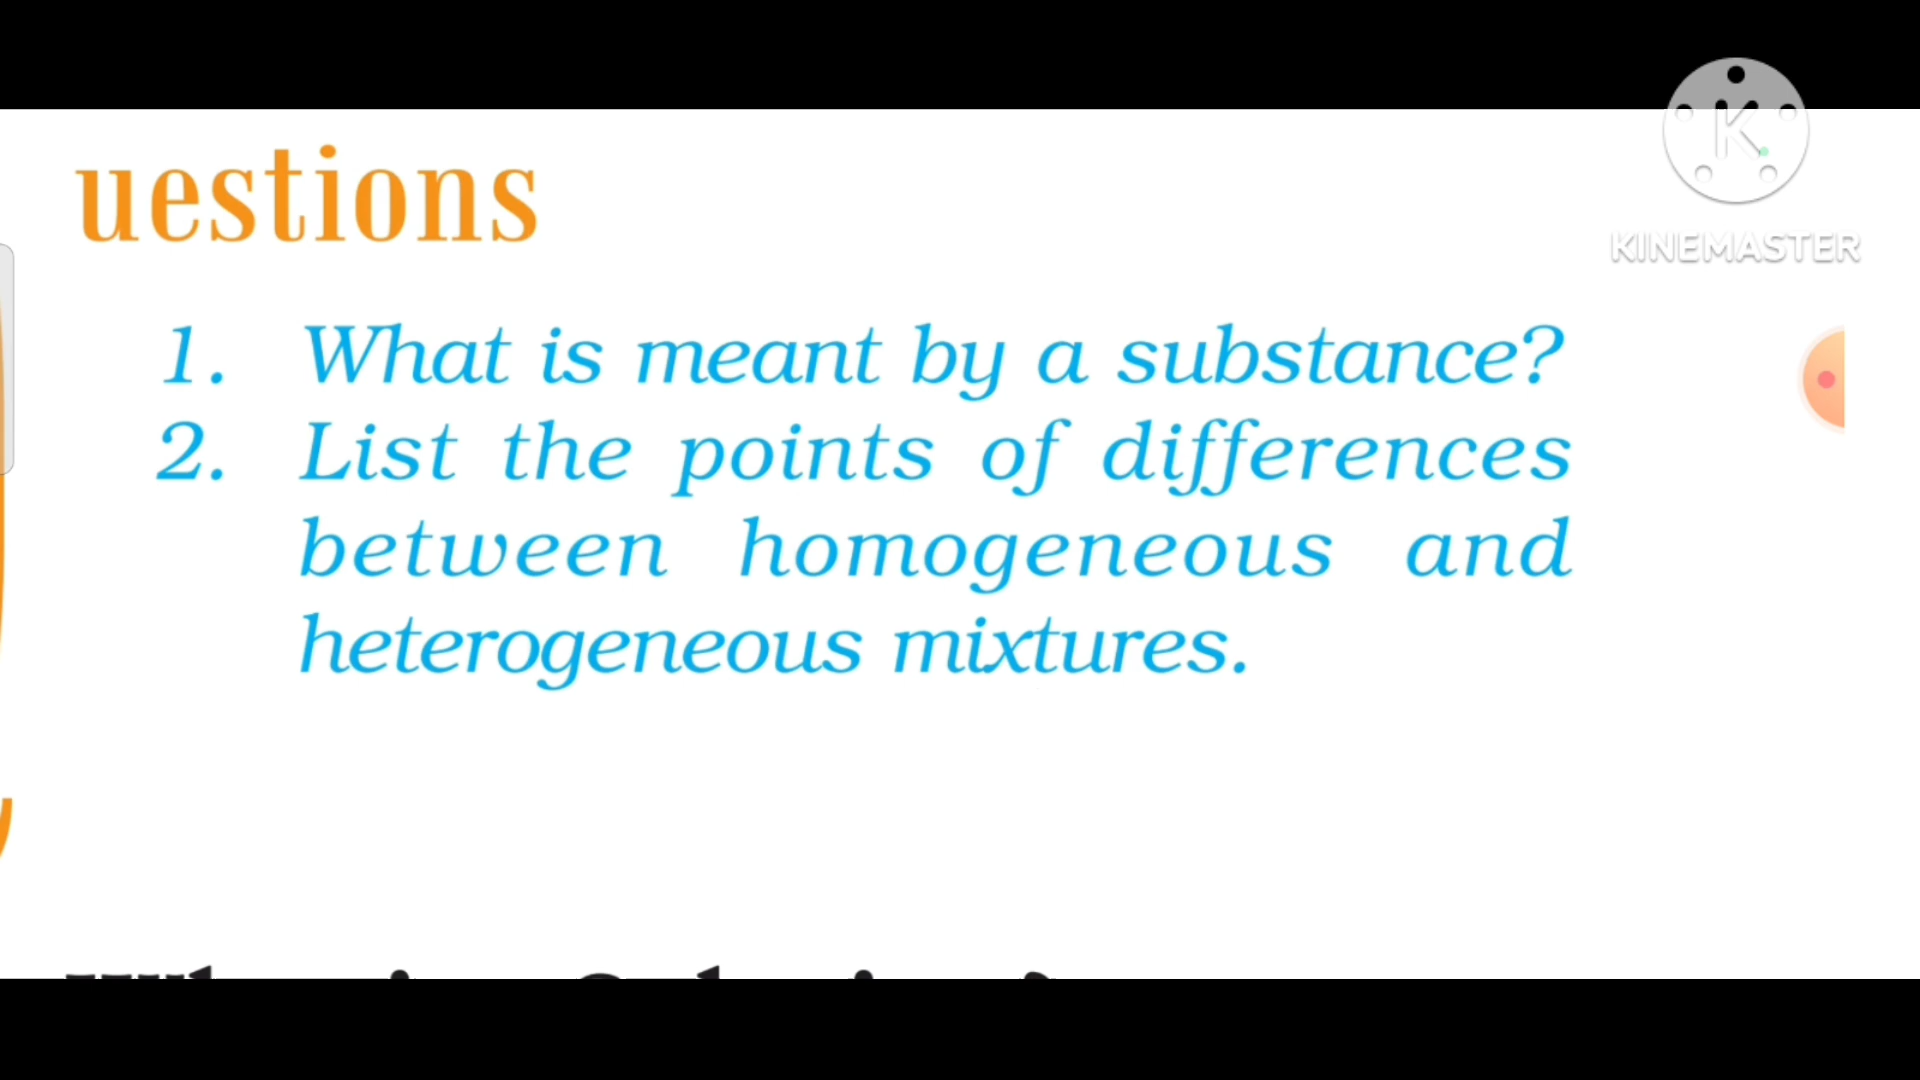 uestions
KINEMASTER
1. What is meant by a substance?
2. List the points of differences
between homogeneous and
heterogeneous mixtures.